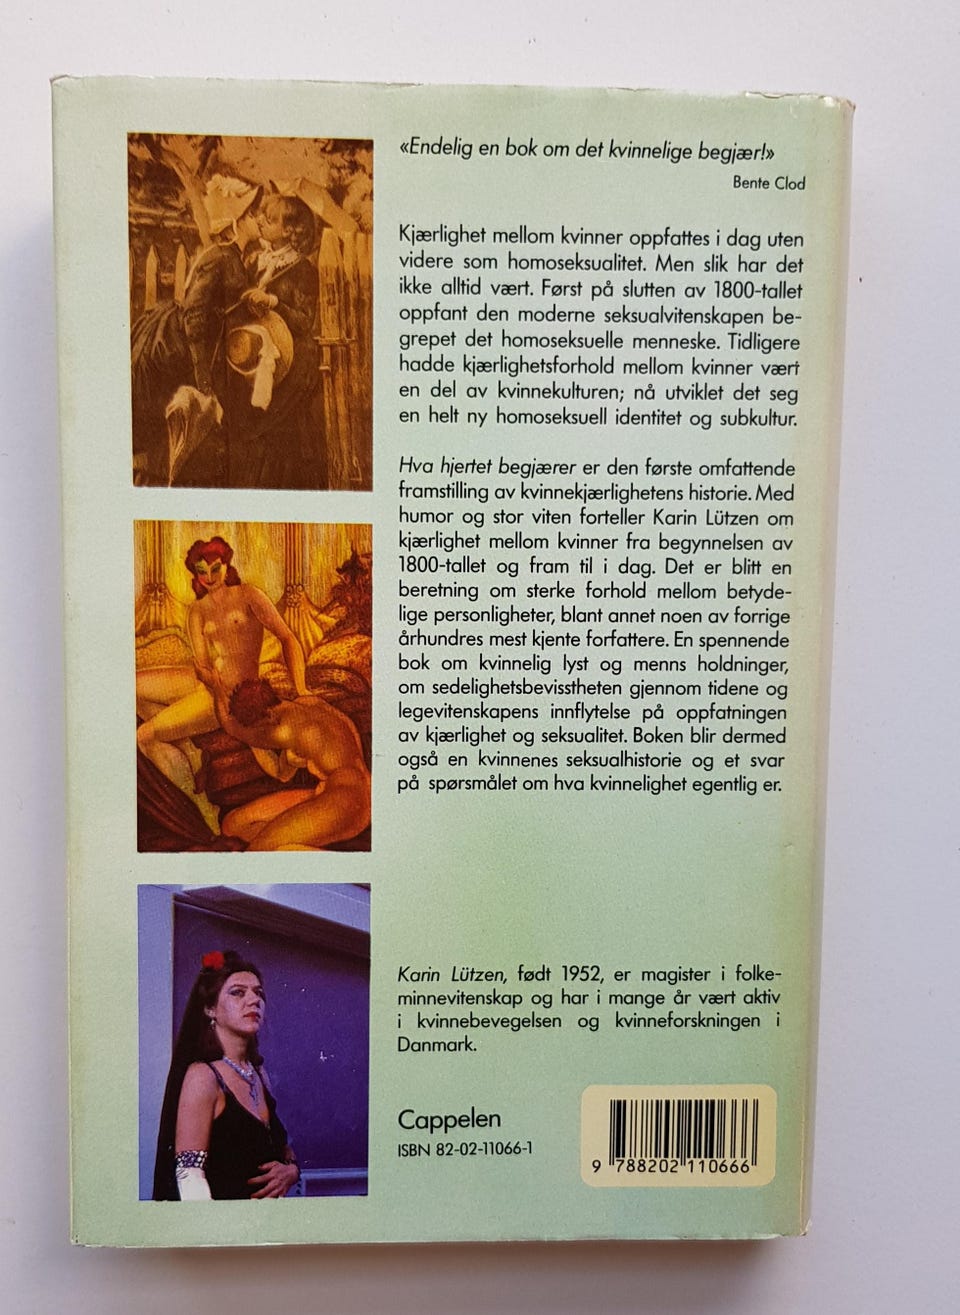 «Endelig en bok om det kvinnelige begjær!»
Bente Clod
Kjærlighet mellom kvinner oppfattes i dag uten
videre som homoseksualitet. Men slik har det
ikke alltid vært. Først på slutten av 1800-tallet
oppfant den moderne seksualvitenskapen be-
grepet det homoseksuelle menneske. Tidligere
hadde kjærlighetsforhold mellom kvinner vært
en del av kvinnekulturen; nå utviklet det seg
en helt ny homoseksuell identitet og subkultur.
Hva hjertet begjærer er den første omfattende
framstilling av kvinnekjærlighetens historie. Med
humor og stor viten forteller Karin Lützen om
kjærlighet mellom kvinner fra begynnelsen av
1800-tallet og fram til i dag. Det er blitt en
beretning om sterke forhold mellom betyde-
lige personligheter, blant annet noen av forrige
århundres mest kjente forfattere. En spennende
bok om kvinnelig lyst og menns holdninger,
om sedelighetsbevisstheten gjennom tidene og
legevitenskapens innflytelse på oppfatningen
av kjærlighet og seksualitet. Boken blir dermed
også en kvinnenes seksualhistorie og et svar
på spørsmålet om hva kvinnelighet egentlig er.
Karin Lützen, født 1952, er magister i folke-
minnevitenskap og har i mange år vært aktiv
i kvinnebevegelsen og kvinneforskningen i
Danmark.
Cappelen
ISBN 82-02-11066-1
9 788202 110666